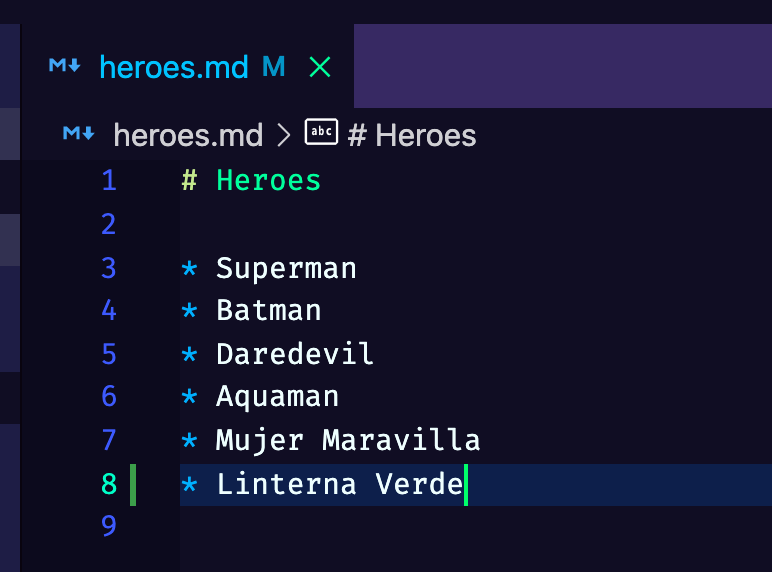 heroes.md M
heroes.md > abc # Heroes
1 # Heroes
2
3 * Superman
4 * Batman
5 * Daredevil
6 * Aquaman
7 * Mujer Maravilla
8 * Linterna Verde
9